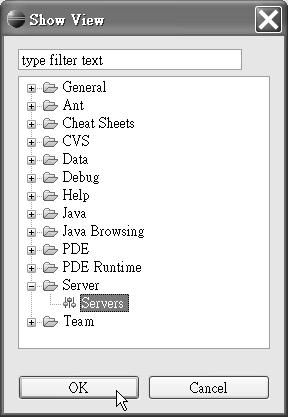 Show View
type filter text
General
Ant
Cheat Sheets
CVS
Data
Debug
Help
Java
Java Browsing
PDE
PDE Runtime
Server
Servers
Team
OK
Cancel